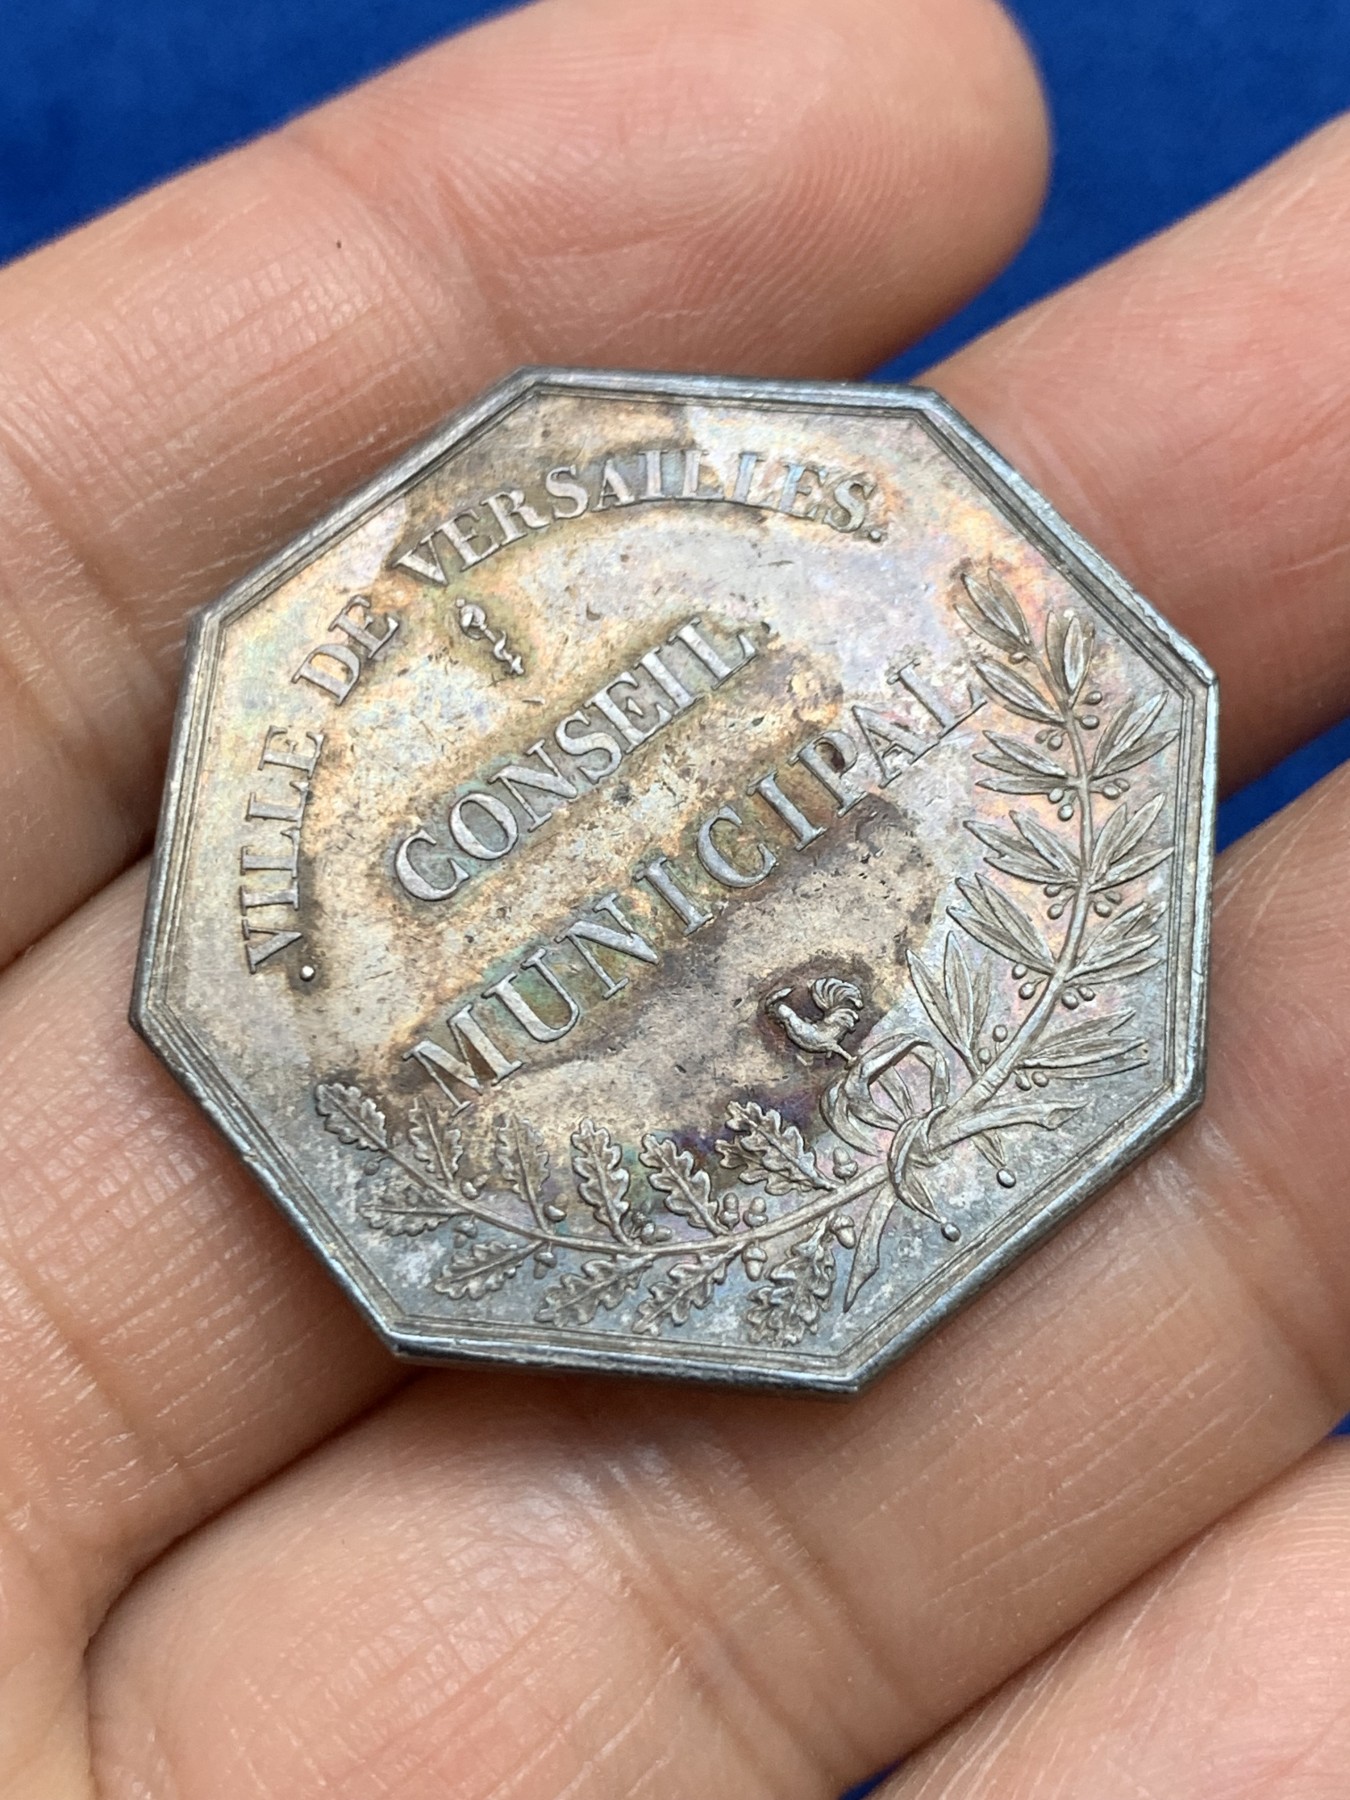 . VILLE DE VERSAILLES.
CONSEIL
MUNICIPAL